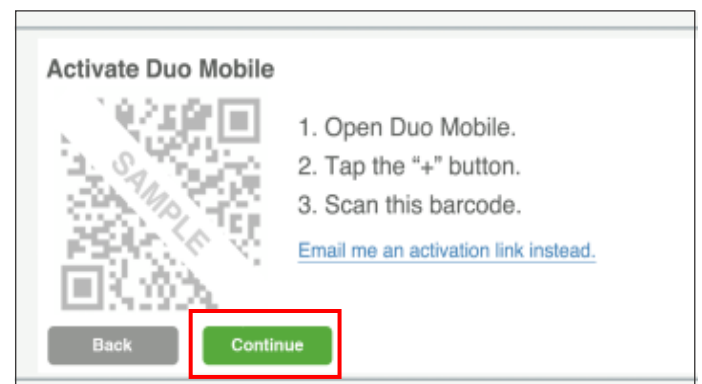 Activate Duo Mobile
SAMPLE
1. Open Duo Mobile.
2. Tap the “+” button.
3. Scan this barcode.
Email me an activation link instead.
Back
Continue